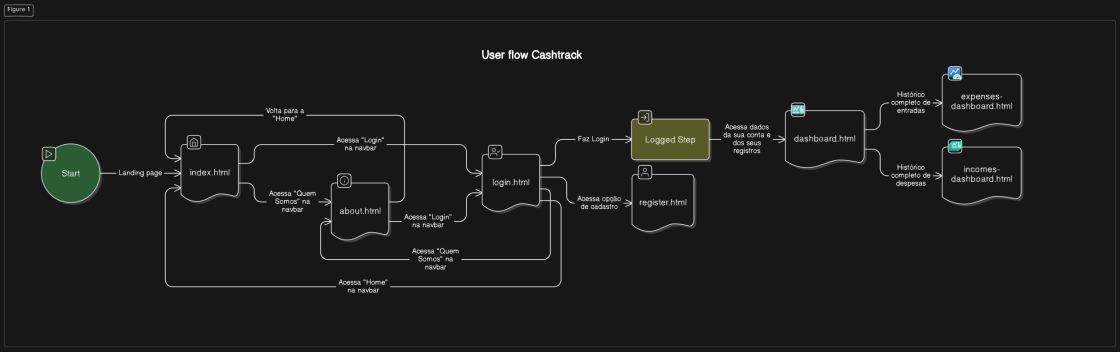 Figure 1
User flow Cashtrack
Start
Landing page
index.html
Volta para a
"Home"
Acessa "Login"
na navbar
Acessa "Quem
Somos" na
navbar
about.html
Acessa "Login"
na navbar
Acessa "Quem
Somos" na
navbar
Acessa "Home"
na navbar
login.html
Faz Login
Acessa opção
de cadastro
Logged Step
register.html
Acessa dados
da sua conta e
dos seus
registros
dashboard.html
Histórico
completo de
entradas
expenses-
dashboard.html
Histórico
completo de
despesas
incomes-
dashboard.html